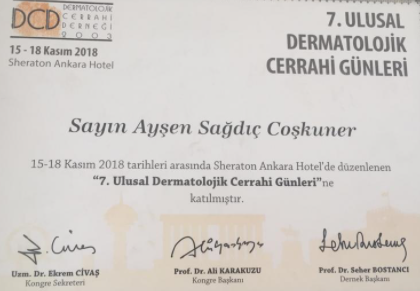 DCD DERMATOLOJİK
CERRAHİ
DERNEĞİ
2002
15 - 18 Kasım 2018
Sheraton Ankara Hotel
7. ULUSAL
DERMATOLOJİK
CERRAHİ GÜNLERİ
Sayın Ayşen Sağdıç Coşkuner
15-18 Kasım 2018 tarihleri arasında Sheraton Ankara Hotel'de düzenlenen
"7. Ulusal Dermatolojik Cerrahi Günleri"ne
katılmıştır.
Uzm. Dr. Ekrem CİVAŞ
Kongre Sekreteri
Prof. Dr. Ali KARAKUZU
Kongre Başkanı
Prof. Dr. Seher BOSTANCI
Dernek Başkanı